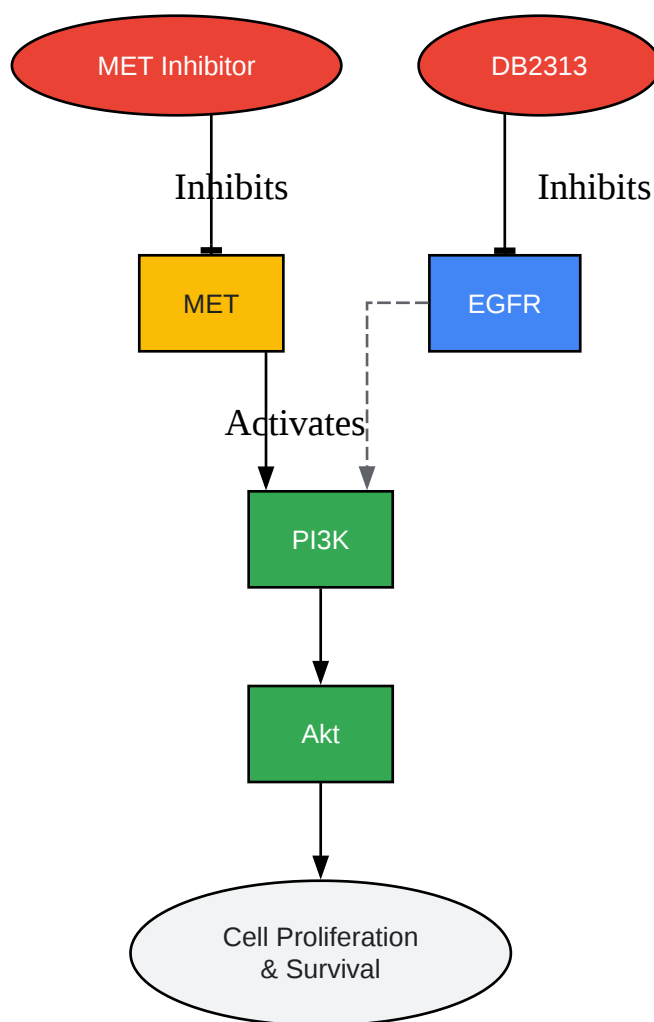 MET Inhibitor
DB2313
Inhibits
Inhibits
MET
EGFR
Activates
PI3K
Akt
Cell Proliferation
& Survival